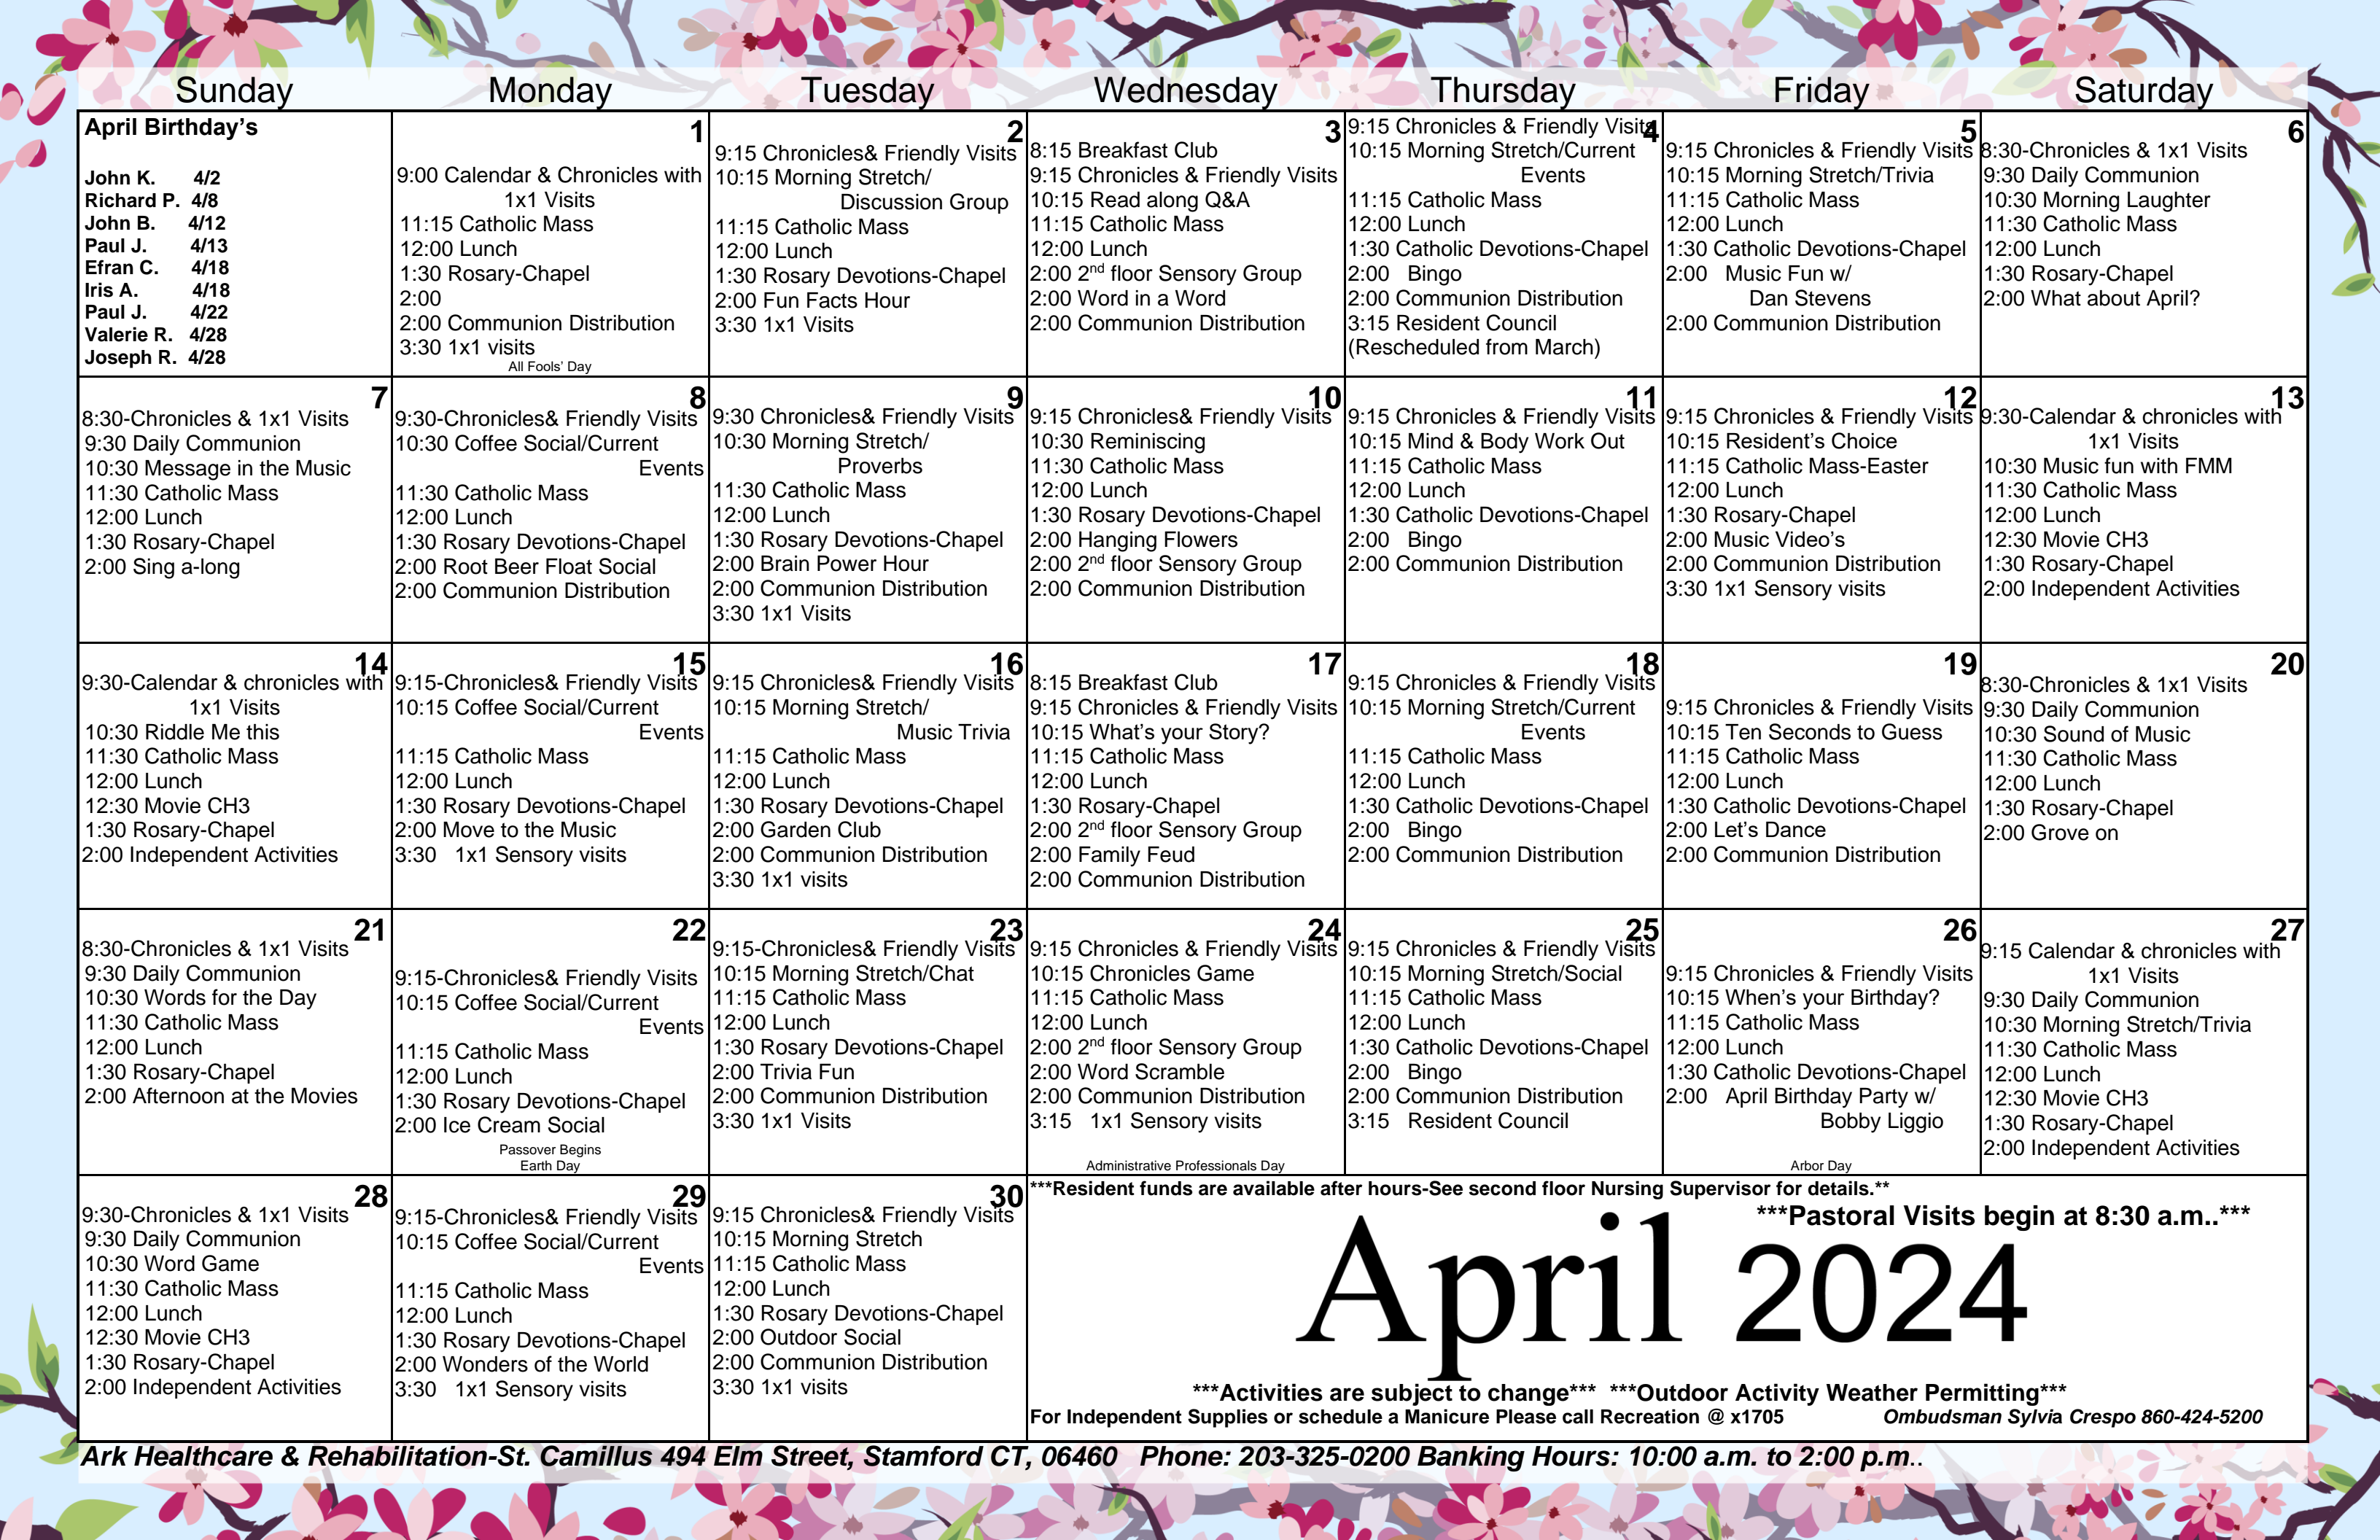 Sunday Monday Tuesday Wednesday Thursday Friday Saturday
April Birthday's
John K. 4/2
Richard P. 4/8
John B. 4/12
Paul J. 4/13
Efran C. 4/18
Iris A. 4/18
Paul J. 4/22
Valerie R. 4/28
Joseph R. 4/28
1
9:00 Calendar & Chronicles with
1x1 Visits
11:15 Catholic Mass
12:00 Lunch
1:30 Rosary-Chapel
2:00
2:00 Communion Distribution
3:30 1x1 visits
All Fools' Day
2
9:15 Chronicles& Friendly Visits
10:15 Morning Stretch/
Discussion Group
11:15 Catholic Mass
12:00 Lunch
1:30 Rosary Devotions-Chapel
2:00 Fun Facts Hour
3:30 1x1 Visits
3
8:15 Breakfast Club
9:15 Chronicles & Friendly Visits
10:15 Read along Q&A
11:15 Catholic Mass
12:00 Lunch
2:00 2nd floor Sensory Group
2:00 Word in a Word
2:00 Communion Distribution
4
9:15 Chronicles & Friendly Visits
10:15 Morning Stretch/Current
Events
11:15 Catholic Mass
12:00 Lunch
1:30 Catholic Devotions-Chapel
2:00 Bingo
2:00 Communion Distribution
3:15 Resident Council
(Rescheduled from March)
5
9:15 Chronicles & Friendly Visits
10:15 Morning Stretch/Trivia
11:15 Catholic Mass
12:00 Lunch
1:30 Catholic Devotions-Chapel
2:00 Music Fun w/
Dan Stevens
2:00 Communion Distribution
6
8:30-Chronicles & 1x1 Visits
9:30 Daily Communion
10:30 Morning Laughter
11:30 Catholic Mass
12:00 Lunch
1:30 Rosary-Chapel
2:00 What about April?
7
8:30-Chronicles & 1x1 Visits
9:30 Daily Communion
10:30 Message in the Music
11:30 Catholic Mass
12:00 Lunch
1:30 Rosary-Chapel
2:00 Sing a-long
8
9:30-Chronicles& Friendly Visits
10:30 Coffee Social/Current
Events
11:30 Catholic Mass
12:00 Lunch
1:30 Rosary Devotions-Chapel
2:00 Root Beer Float Social
2:00 Communion Distribution
9
9:30 Chronicles& Friendly Visits
10:30 Morning Stretch/
Proverbs
11:30 Catholic Mass
12:00 Lunch
1:30 Rosary Devotions-Chapel
2:00 Brain Power Hour
2:00 Communion Distribution
3:30 1x1 Visits
10
9:15 Chronicles& Friendly Visits
10:30 Reminiscing
11:30 Catholic Mass
12:00 Lunch
1:30 Rosary Devotions-Chapel
2:00 Hanging Flowers
2:00 2nd floor Sensory Group
2:00 Communion Distribution
11
9:15 Chronicles & Friendly Visits
10:15 Mind & Body Work Out
11:15 Catholic Mass
12:00 Lunch
1:30 Catholic Devotions-Chapel
2:00 Bingo
2:00 Communion Distribution
12
9:15 Chronicles & Friendly Visits
10:15 Resident's Choice
11:15 Catholic Mass-Easter
12:00 Lunch
1:30 Rosary-Chapel
2:00 Music Video's
2:00 Communion Distribution
3:30 1x1 Sensory visits
13
9:30-Calendar & chronicles with
1x1 Visits
10:30 Music fun with FMM
11:30 Catholic Mass
12:00 Lunch
12:30 Movie CH3
1:30 Rosary-Chapel
2:00 Independent Activities
14
9:30-Calendar & chronicles with
1x1 Visits
10:30 Riddle Me this
11:30 Catholic Mass
12:00 Lunch
12:30 Movie CH3
1:30 Rosary-Chapel
2:00 Independent Activities
15
9:15-Chronicles& Friendly Visits
10:15 Coffee Social/Current
Events
11:15 Catholic Mass
12:00 Lunch
1:30 Rosary Devotions-Chapel
2:00 Move to the Music
3:30 1x1 Sensory visits
16
9:15 Chronicles& Friendly Visits
10:15 Morning Stretch/
Music Trivia
11:15 Catholic Mass
12:00 Lunch
1:30 Rosary Devotions-Chapel
2:00 Garden Club
2:00 Communion Distribution
3:30 1x1 visits
17
8:15 Breakfast Club
9:15 Chronicles & Friendly Visits
10:15 What's your Story?
11:15 Catholic Mass
12:00 Lunch
1:30 Rosary-Chapel
2:00 2nd floor Sensory Group
2:00 Family Feud
2:00 Communion Distribution
18
9:15 Chronicles & Friendly Visits
10:15 Morning Stretch/Current
Events
11:15 Catholic Mass
12:00 Lunch
1:30 Catholic Devotions-Chapel
2:00 Bingo
2:00 Communion Distribution
19
9:15 Chronicles & Friendly Visits
10:15 Ten Seconds to Guess
11:15 Catholic Mass
12:00 Lunch
1:30 Catholic Devotions-Chapel
2:00 Let's Dance
2:00 Communion Distribution
20
8:30-Chronicles & 1x1 Visits
9:30 Daily Communion
10:30 Sound of Music
11:30 Catholic Mass
12:00 Lunch
1:30 Rosary-Chapel
2:00 Grove on
21
8:30-Chronicles & 1x1 Visits
9:30 Daily Communion
10:30 Words for the Day
11:30 Catholic Mass
12:00 Lunch
1:30 Rosary-Chapel
2:00 Afternoon at the Movies
22
9:15-Chronicles& Friendly Visits
10:15 Coffee Social/Current
Events
11:15 Catholic Mass
12:00 Lunch
1:30 Rosary Devotions-Chapel
2:00 Ice Cream Social
Passover Begins
Earth Day
23
9:15-Chronicles& Friendly Visits
10:15 Morning Stretch/Chat
11:15 Catholic Mass
12:00 Lunch
1:30 Rosary Devotions-Chapel
2:00 Trivia Fun
2:00 Communion Distribution
3:30 1x1 Visits
24
9:15 Chronicles & Friendly Visits
10:15 Chronicles Game
11:15 Catholic Mass
12:00 Lunch
2:00 2nd floor Sensory Group
2:00 Word Scramble
2:00 Communion Distribution
3:15 1x1 Sensory visits
Administrative Professionals Day
25
9:15 Chronicles & Friendly Visits
10:15 Morning Stretch/Social
11:15 Catholic Mass
12:00 Lunch
1:30 Catholic Devotions-Chapel
2:00 Bingo
2:00 Communion Distribution
3:15 Resident Council
26
9:15 Chronicles & Friendly Visits
10:15 When's your Birthday?
11:15 Catholic Mass
12:00 Lunch
1:30 Catholic Devotions-Chapel
2:00 April Birthday Party w/
Bobby Liggio
Arbor Day
27
9:15 Calendar & chronicles with
1x1 Visits
9:30 Daily Communion
10:30 Morning Stretch/Trivia
11:30 Catholic Mass
12:00 Lunch
12:30 Movie CH3
1:30 Rosary-Chapel
2:00 Independent Activities
28
9:30-Chronicles & 1x1 Visits
9:30 Daily Communion
10:30 Word Game
11:30 Catholic Mass
12:00 Lunch
12:30 Movie CH3
1:30 Rosary-Chapel
2:00 Independent Activities
29
9:15-Chronicles& Friendly Visits
10:15 Coffee Social/Current
Events
11:15 Catholic Mass
12:00 Lunch
1:30 Rosary Devotions-Chapel
2:00 Wonders of the World
3:30 1x1 Sensory visits
30
9:15 Chronicles& Friendly Visits
10:15 Morning Stretch
11:15 Catholic Mass
12:00 Lunch
1:30 Rosary Devotions-Chapel
2:00 Outdoor Social
2:00 Communion Distribution
3:30 1x1 visits
***Resident funds are available after hours-See second floor Nursing Supervisor for details.**
***Pastoral Visits begin at 8:30 a.m..***
April 2024
***Activities are subject to change*** ***Outdoor Activity Weather Permitting***
For Independent Supplies or schedule a Manicure Please call Recreation @ x1705 Ombudsman Sylvia Crespo 860-424-5200
Ark Healthcare & Rehabilitation-St. Camillus 494 Elm Street, Stamford CT, 06460 Phone: 203-325-0200 Banking Hours: 10:00 a.m. to 2:00 p.m..